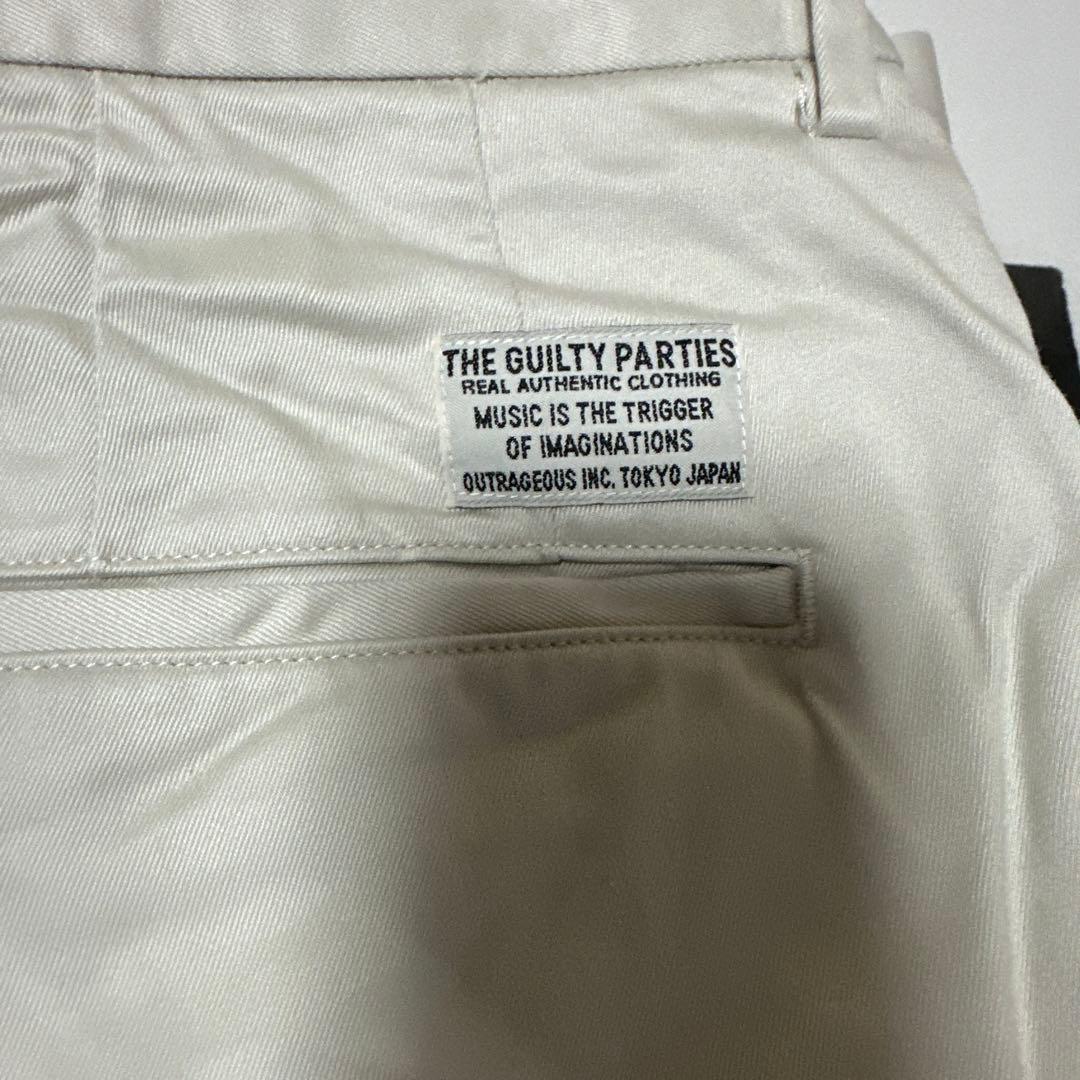 THE GUILTY PARTIES
REAL AUTHENTIC CLOTHING
MUSIC IS THE TRIGGER
OF IMAGINATIONS
OUTRAGEOUS INC. TOKYO JAPAN